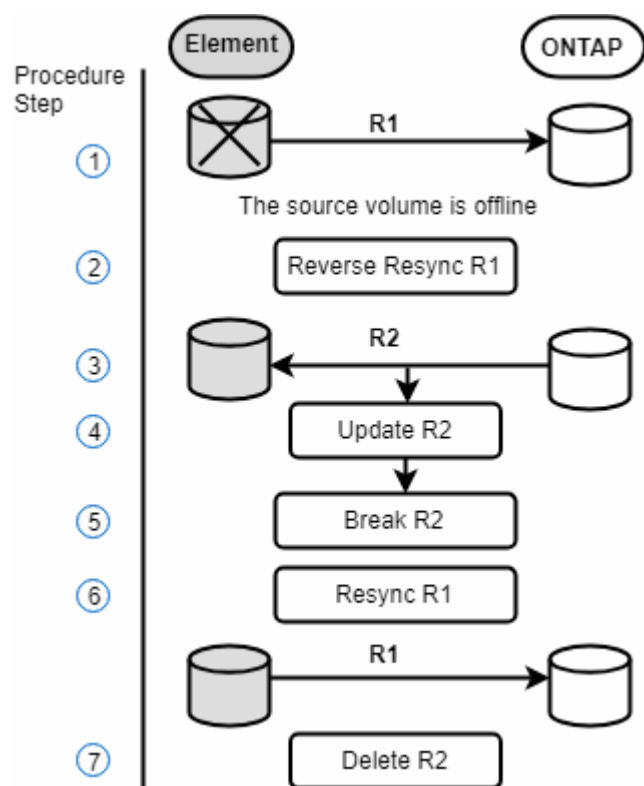 Element
ONTAP
Procedure
Step
R1
1
The source volume is offline
2
Reverse Resync R1
R2
3
4
Update R2
5
Break R2
6
Resync R1
R1
7
Delete R2